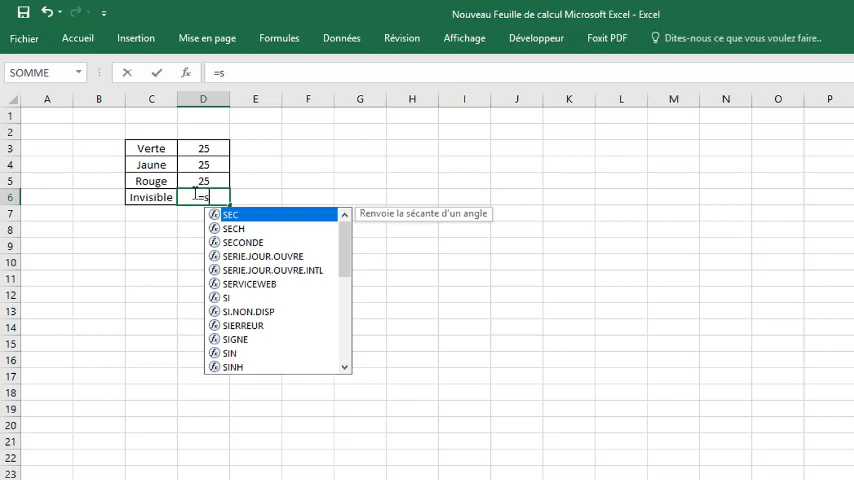 Nouveau Feuille de calcul Microsoft Excel - Excel
Fichier Accueil Insertion Mise en page Formules Données Révision Affichage Développeur Foxit PDF Dites-nous ce que vous voulez faire..
SOMME fx =s
A B C D E F G H I J K L M N O P
1
2
3 Verte 25
4 Jaune 25
5 Rouge 25
6 Invisible =s
7 SEC Renvoie la sécante d'un angle
8 SECH
SECONDE
9 SERIE.JOUR.OUVRE
10 SERIE.JOUR.OUVRE.INTL
11 SERVICEWEB
12 SI
13 SI.NON.DISP
14 SIERREUR
15 SIGNE
16 SIN
SINH
17
18
19
20
21
22
23